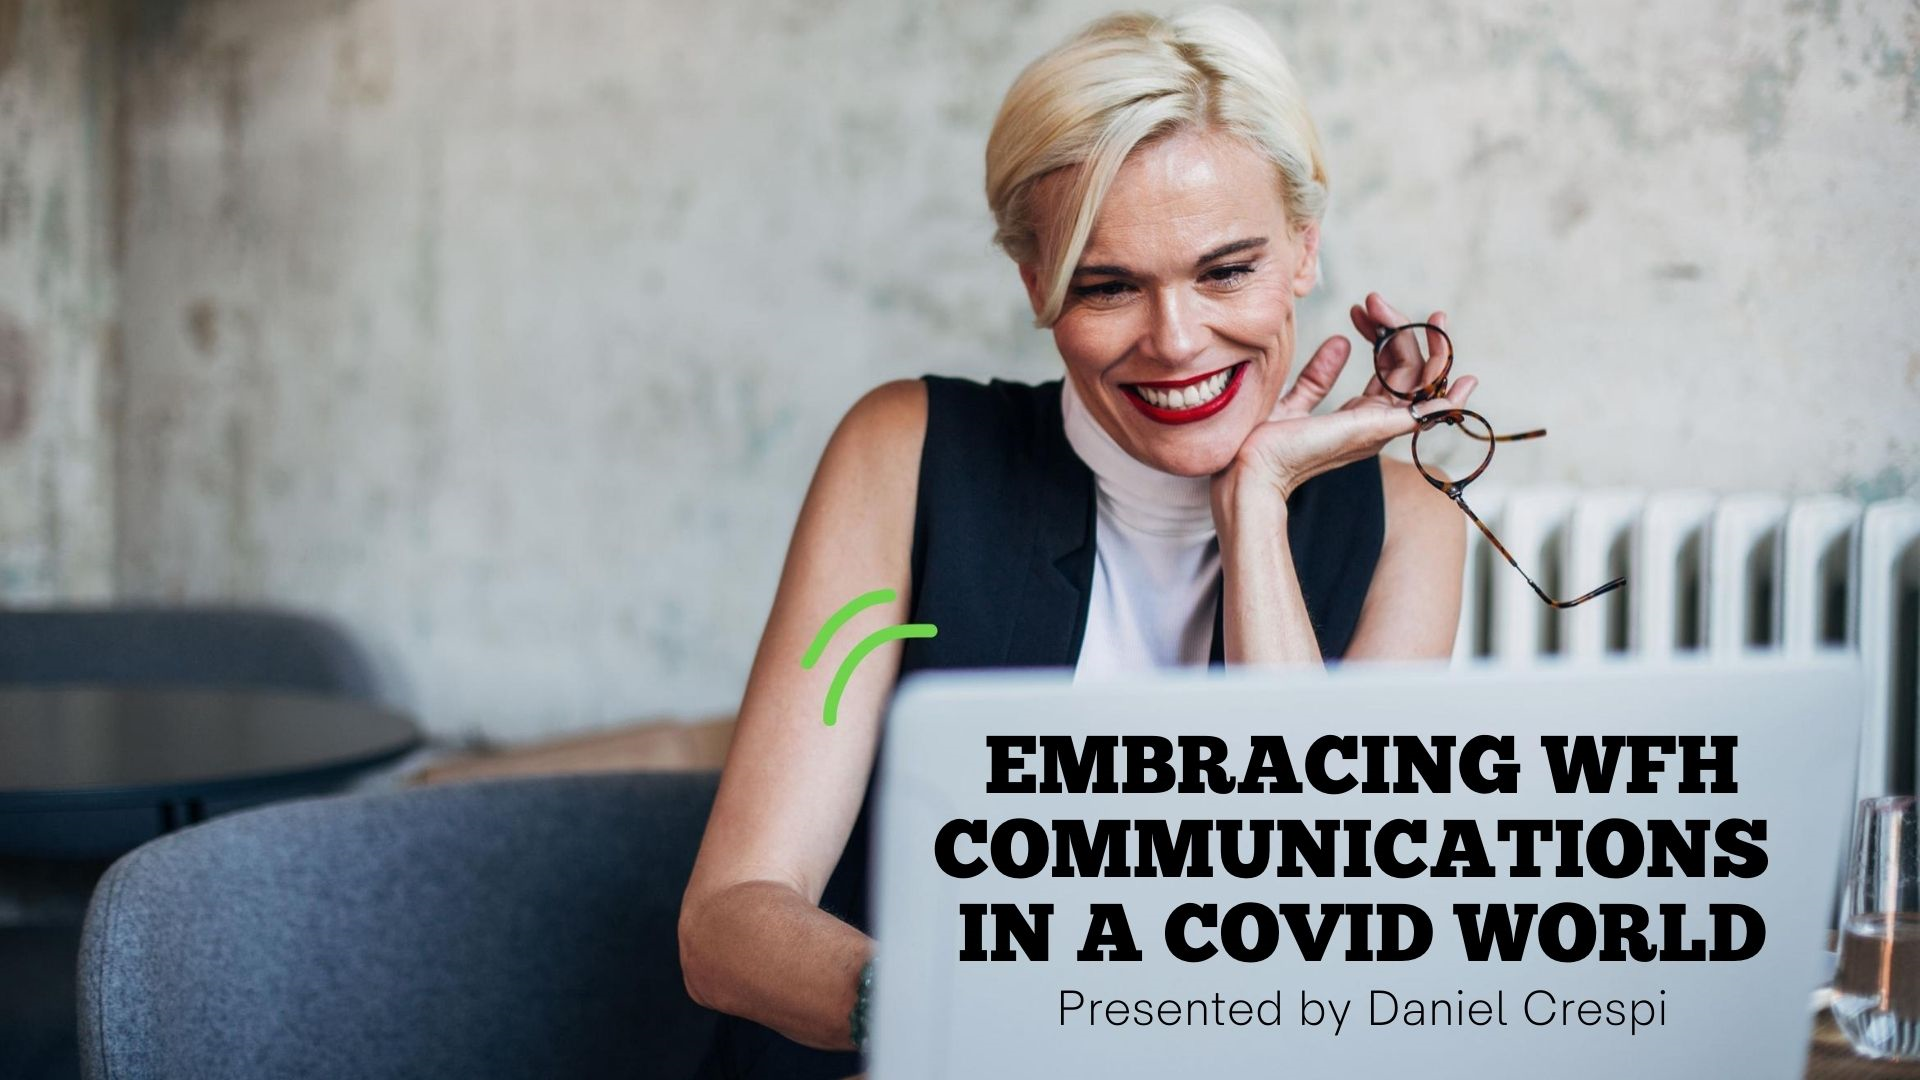 EMBRACING WFH
COMMUNICATIONS
IN A COVID WORLD
Presented by Daniel Crespi